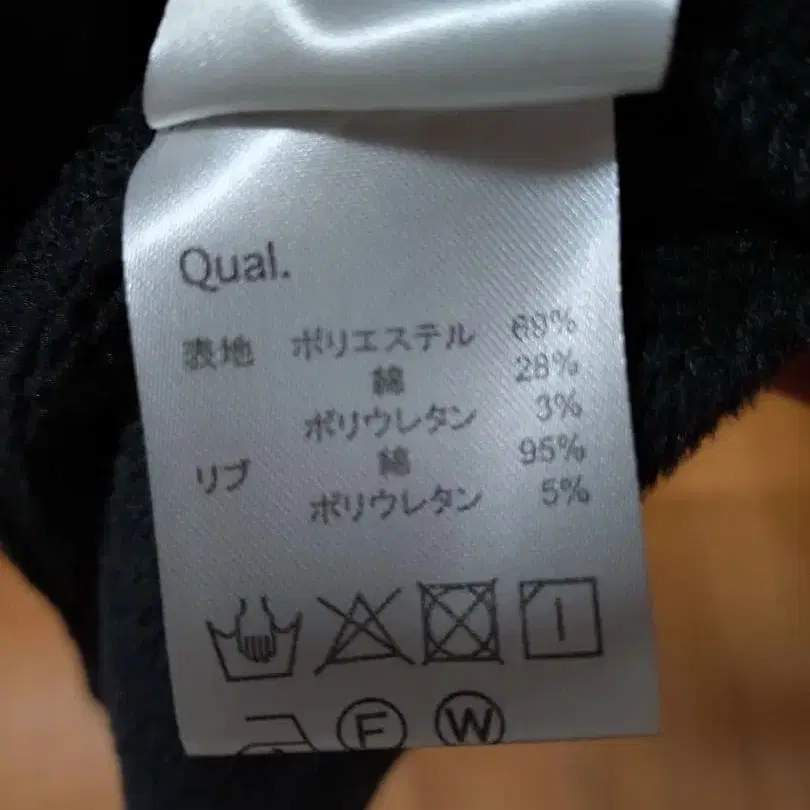 Qual.
表地 ポリエステル 69%
綿 28%
ポリウレタン 3%
リブ 綿 95%
ポリウレタン 5%
F W